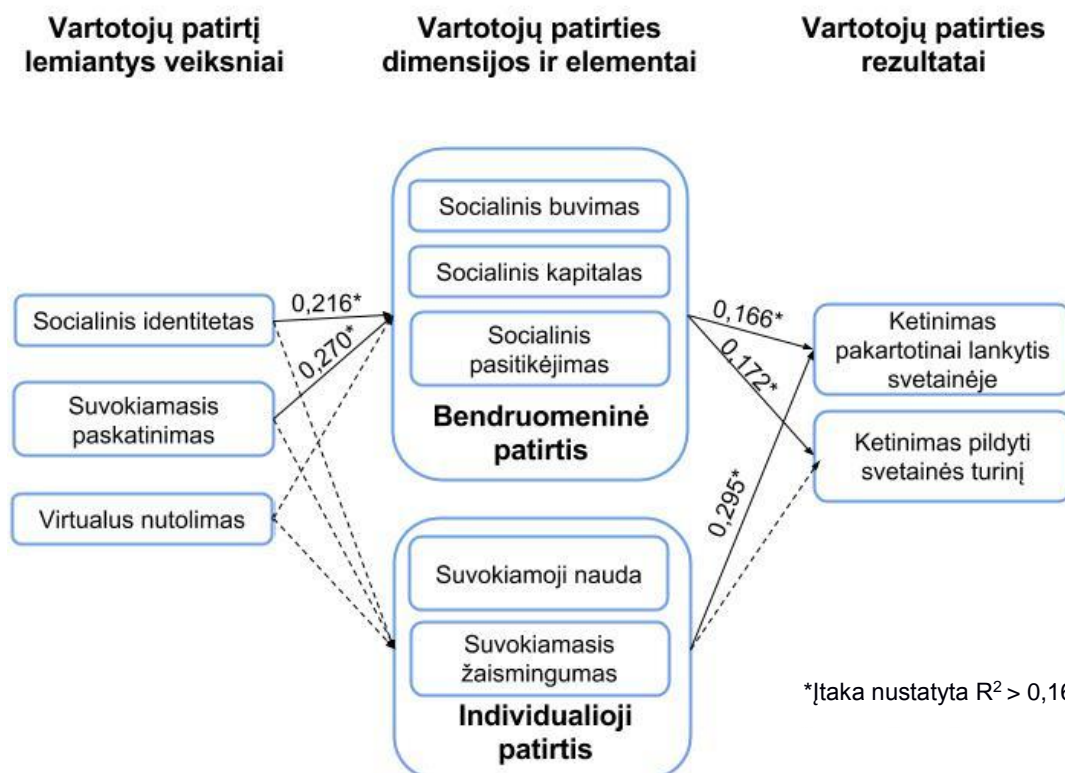 Vartotojų patirtį
lemiantys veiksniai
Vartotojų patirties
dimensijos ir elementai
Vartotojų patirties
rezultatai
Socialinis identitetas
Suvokiamasis
paskatinimas
Virtualus nutolimas
0,216*
0,270*
Socialinis buvimas
Socialinis kapitalas
Socialinis
pasitikėjimas
Bendruomeninė
patirtis
Suvokiamoji nauda
Suvokiamasis
žaismingumas
Individualioji
patirtis
0,166*
0,172*
0,295*
Ketinimas
pakartotinai lankytis
svetainėje
Ketinimas pildyti
svetainės turinį
*Įtaka nustatyta R² > 0,16